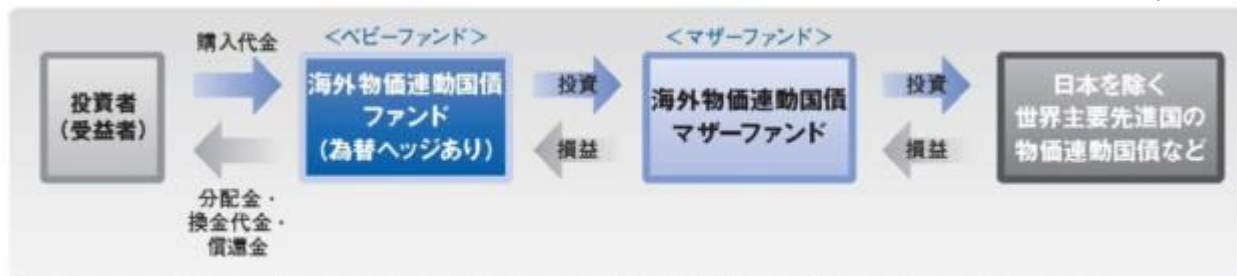 購入代金
<ベビーファンド>
<マザーファンド>
投資者
(受益者)
海外物価連動国債
ファンド
(為替ヘッジあり)
投資
損益
海外物価連動国債
マザーファンド
投資
損益
日本を除く
世界主要先進国の
物価連動国債など
分配金・
換金代金・
償還金